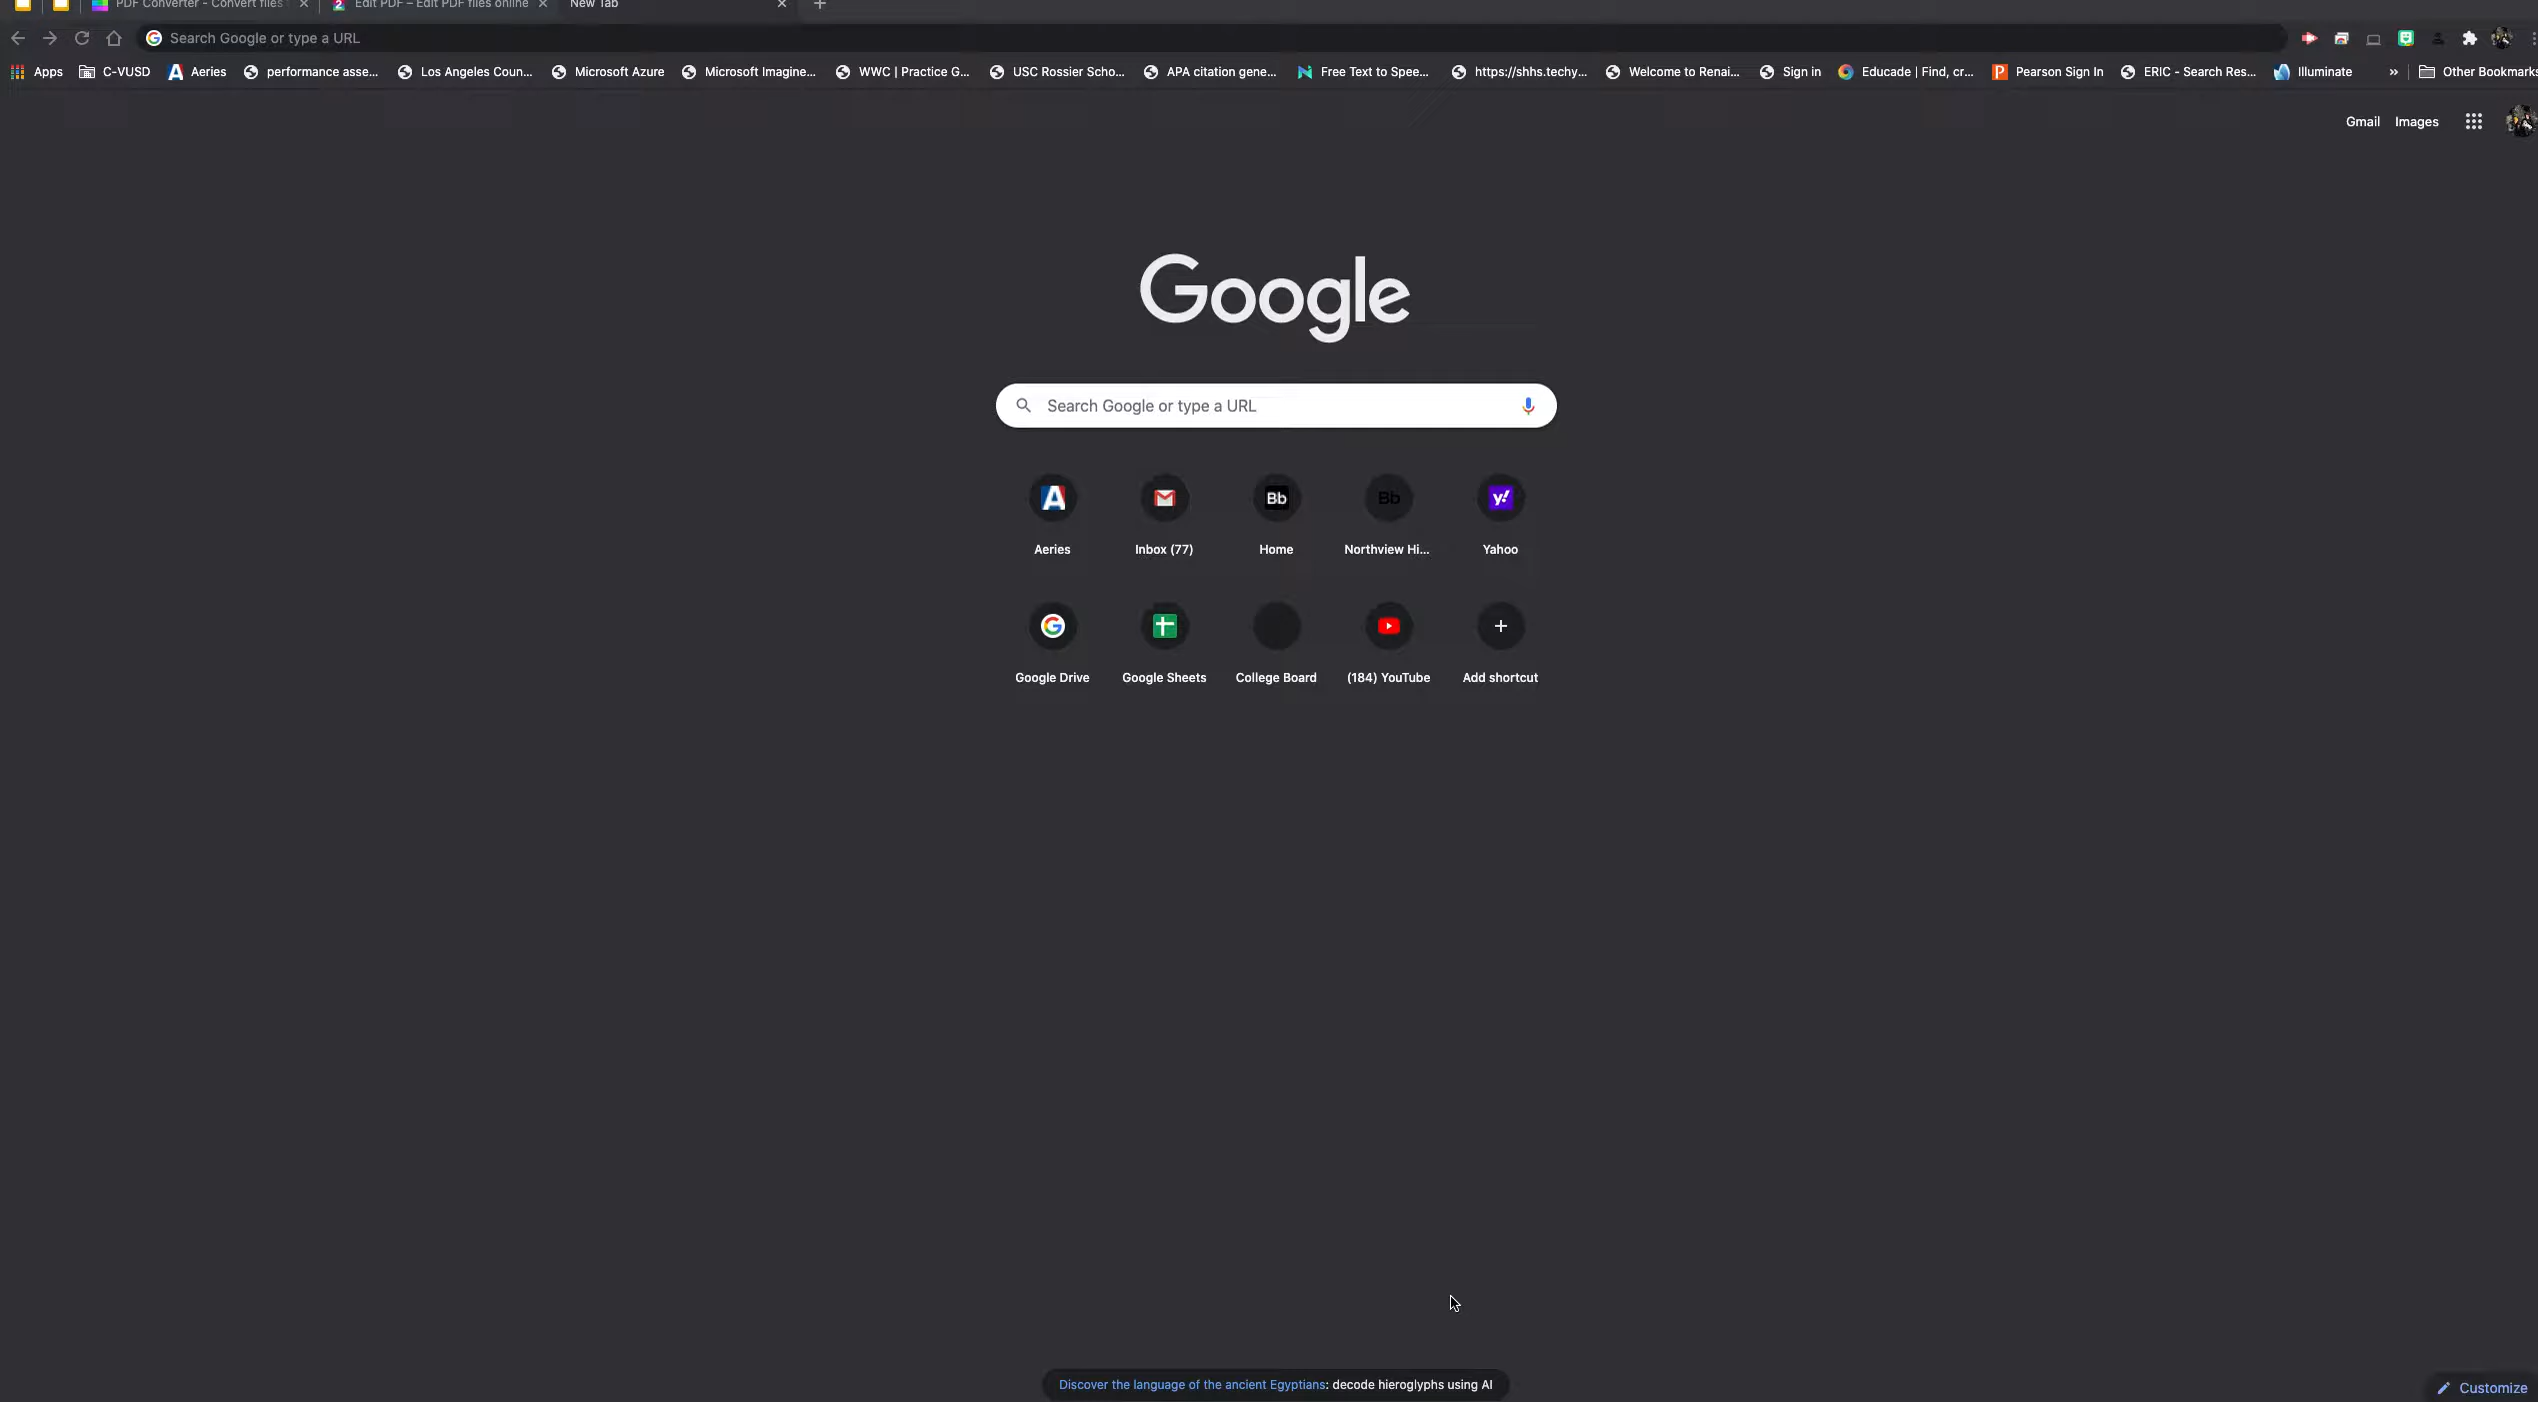 PDF Converter - Convert files
Edit PDF – Edit PDF files online
New Tab
Search Google or type a URL
Apps
C-VUSD
Aeries
performance asse...
Los Angeles Coun...
Microsoft Azure
Microsoft Imagine...
WWC | Practice G...
USC Rossier Scho...
APA citation gene...
Free Text to Spee...
https://shhs.techy...
Welcome to Renai...
Sign in
Educade | Find, cr...
Pearson Sign In
ERIC - Search Res...
Illuminate
»
Other Bookmarks
Gmail Images
Google
Search Google or type a URL
Bb
Bb
y!
Aeries
Inbox (77)
Home
Northview Hi...
Yahoo
Google Drive
Google Sheets
College Board
(184) YouTube
Add shortcut
Discover the language of the ancient Egyptians: decode hieroglyphs using AI
Customize